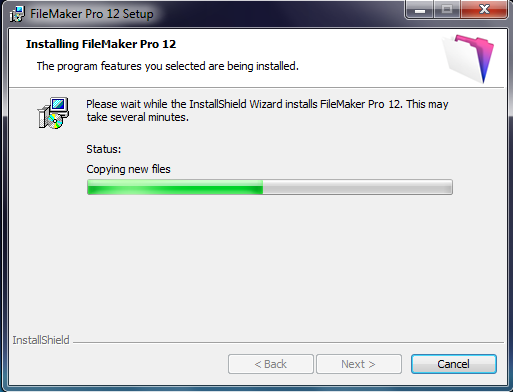 FileMaker Pro 12 Setup
Installing FileMaker Pro 12
The program features you selected are being installed.
Please wait while the InstallShield Wizard installs FileMaker Pro 12. This may
take several minutes.
Status:
Copying new files
InstallShield
< Back
Next >
Cancel